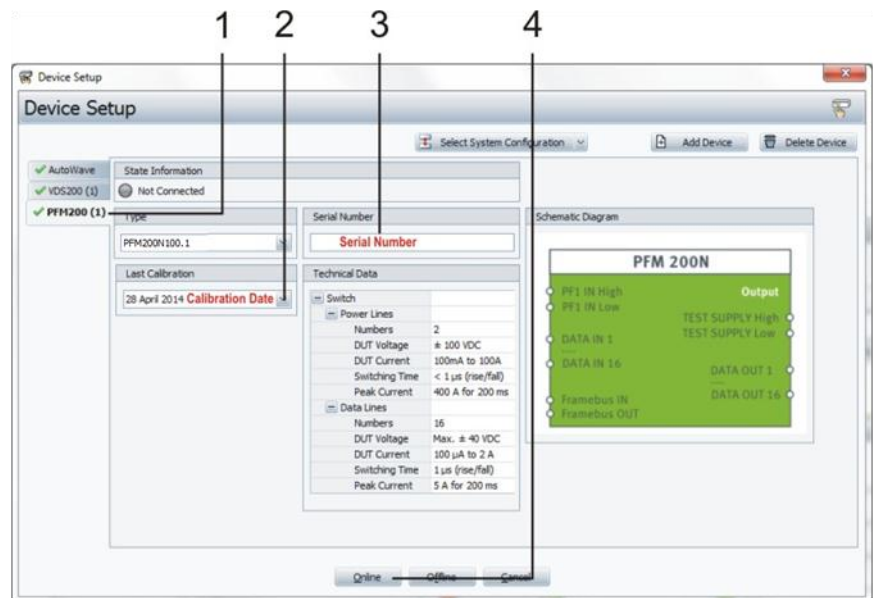 1 2 3 4
Device Setup
Device Setup
Select System Configuration
Add Device
Delete Device
AutoWave
VDS200 (1)
PFM200 (1)
State Information
Not Connected
Type
PFM200N100.1
Serial Number
Serial Number
Last Calibration
28 April 2014 Calibration Date
Technical Data
Switch
Power Lines
Numbers 2
DUT Voltage ± 100 VDC
DUT Current 100mA to 100A
Switching Time < 1 µs (rise/fall)
Peak Current 400 A for 200 ms
Data Lines
Numbers 16
DUT Voltage Max. ± 40 VDC
DUT Current 100 µA to 2 A
Switching Time 1 µs (rise/fall)
Peak Current 5 A for 200 ms
Schematic Diagram
PFM 200N
PF1 IN High
PF1 IN Low
DATA IN 1
DATA IN 16
Framebus IN
Framebus OUT
Output
TEST SUPPLY High
TEST SUPPLY Low
DATA OUT 1
DATA OUT 16
Online Offline Cancel